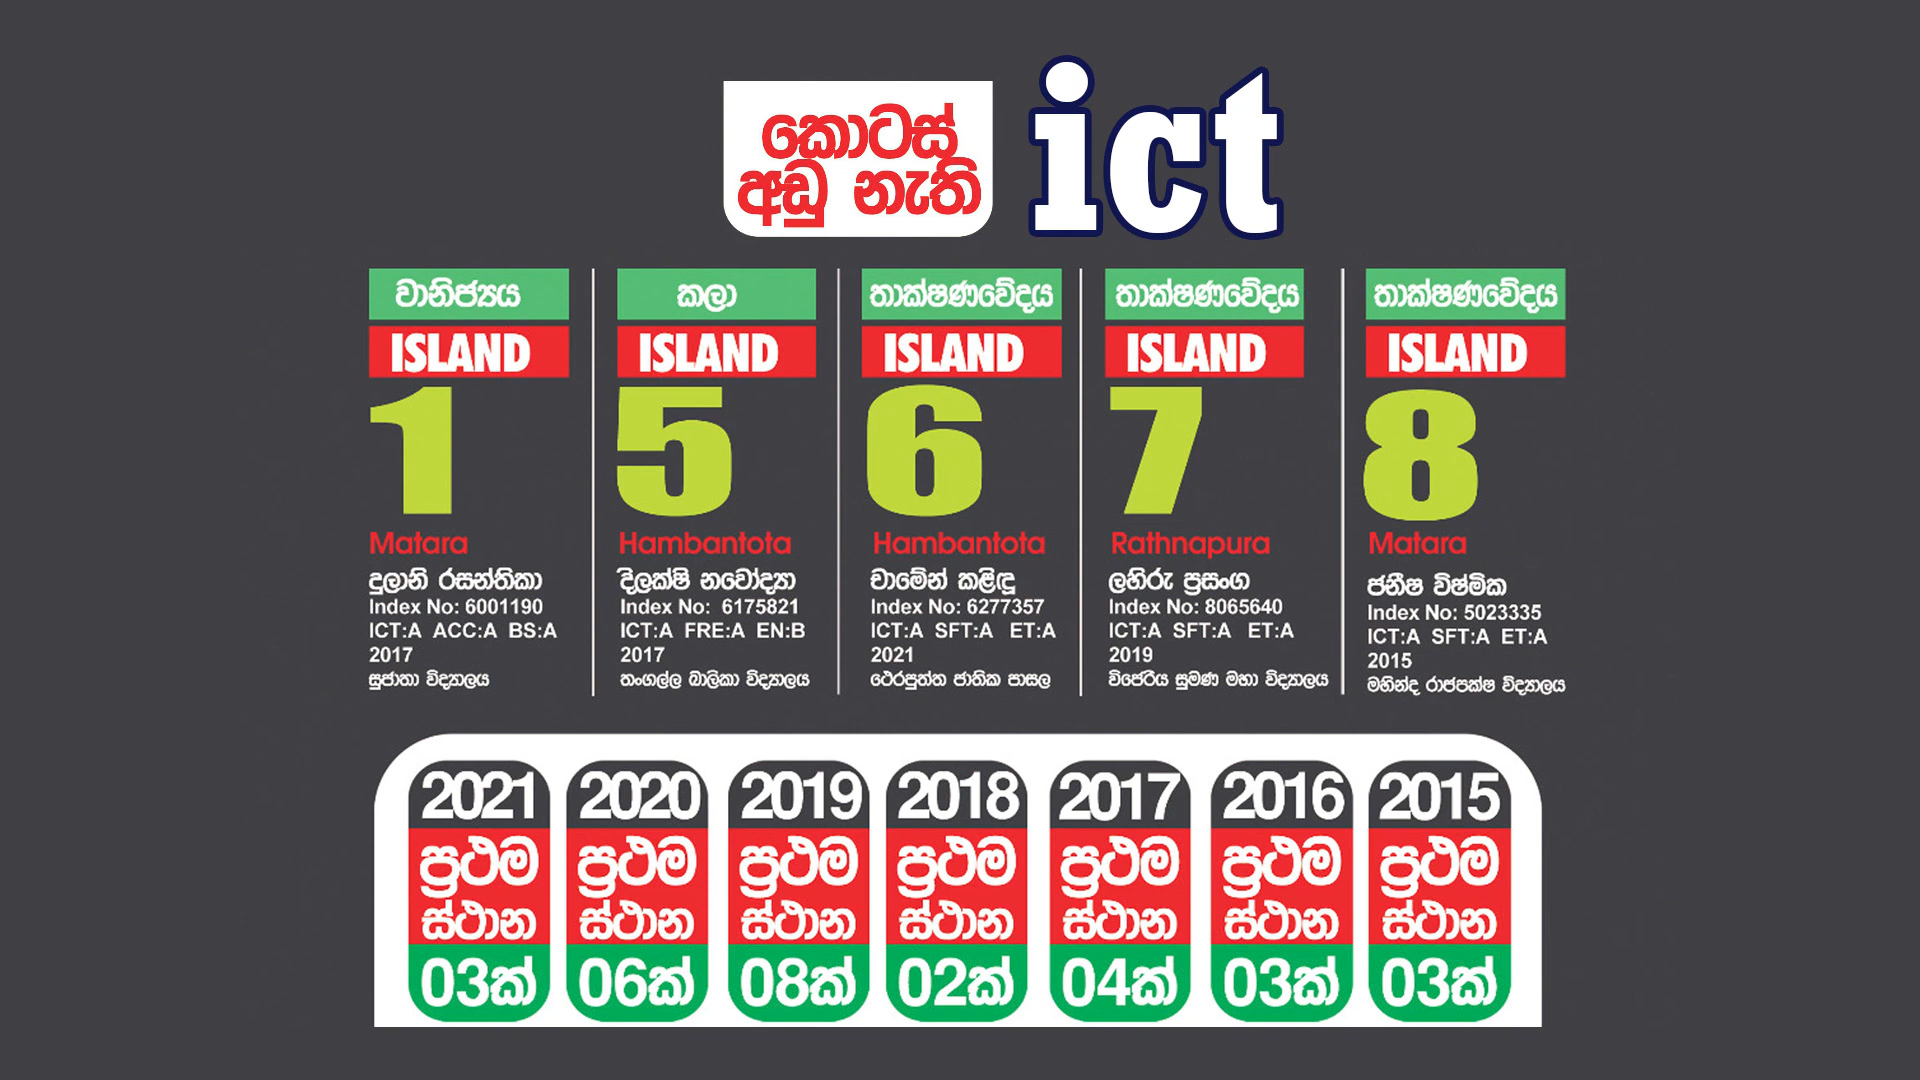 කොටස්
අඩු නැති
ict
වාණිජ්‍යය
ISLAND
1
Matara
දුලානි රසන්තිකා
Index No: 6001190
ICT:A ACC:A BS:A
2017
සුජාතා විද්‍යාලය
කලා
ISLAND
5
Hambantota
දිලක්ෂි නවෝද්‍යා
Index No: 6175821
ICT:A FRE:A EN:B
2017
තංගල්ල බාලිකා විද්‍යාලය
තාක්ෂණවේදය
ISLAND
6
Hambantota
චාමේන් කළිඳු
Index No: 6277357
ICT:A SFT:A ET:A
2021
ථෙරපුත්ත ජාතික පාසල
තාක්ෂණවේදය
ISLAND
7
Rathnapura
ලහිරු ප්‍රසංග
Index No: 8065640
ICT:A SFT:A ET:A
2019
විජේරිය සුමණ මහා විද්‍යාලය
තාක්ෂණවේදය
ISLAND
8
Matara
ජනීෂ විෂ්මික
Index No: 5023335
ICT:A SFT:A ET:A
2015
මහින්ද රාජපක්ෂ විද්‍යාලය
2021
ප්‍රථම
ස්ථාන
03ක්
2020
ප්‍රථම
ස්ථාන
06ක්
2019
ප්‍රථම
ස්ථාන
08ක්
2018
ප්‍රථම
ස්ථාන
02ක්
2017
ප්‍රථම
ස්ථාන
04ක්
2016
ප්‍රථම
ස්ථාන
03ක්
2015
ප්‍රථම
ස්ථාන
03ක්